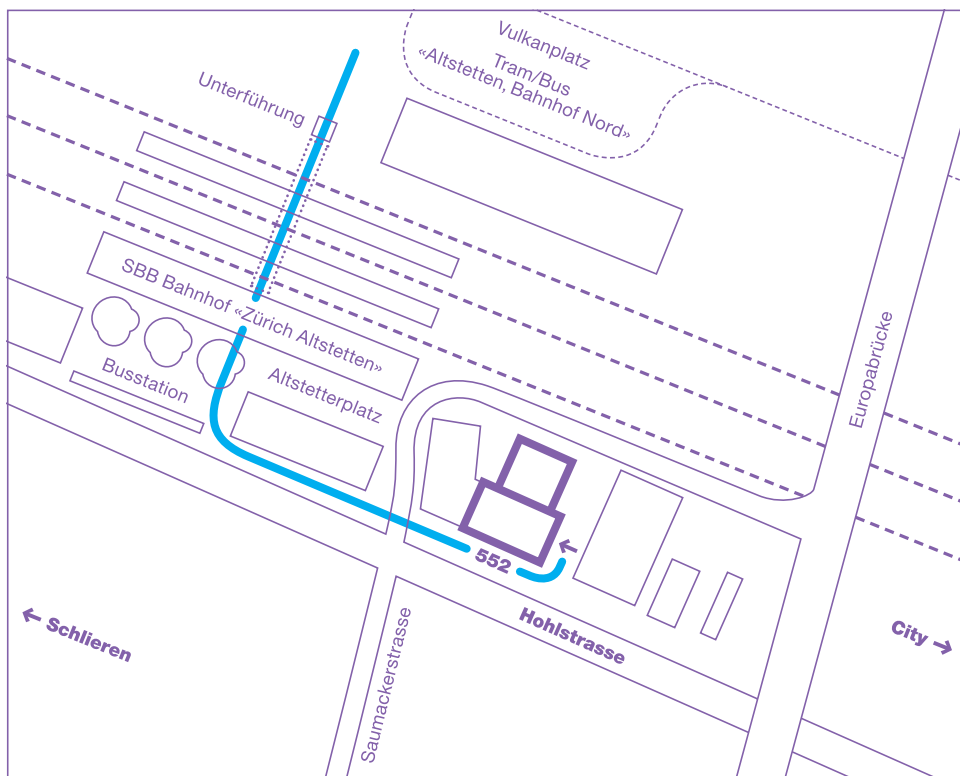 Vulkanplatz
Tram/Bus
«Altstetten, Bahnhof Nord»
Unterführung
SBB Bahnhof «Zürich Altstetten»
Busstation
Altstetterplatz
Europabrücke
552
Hohlstrasse
← Schlieren
City →
Saumackerstrasse